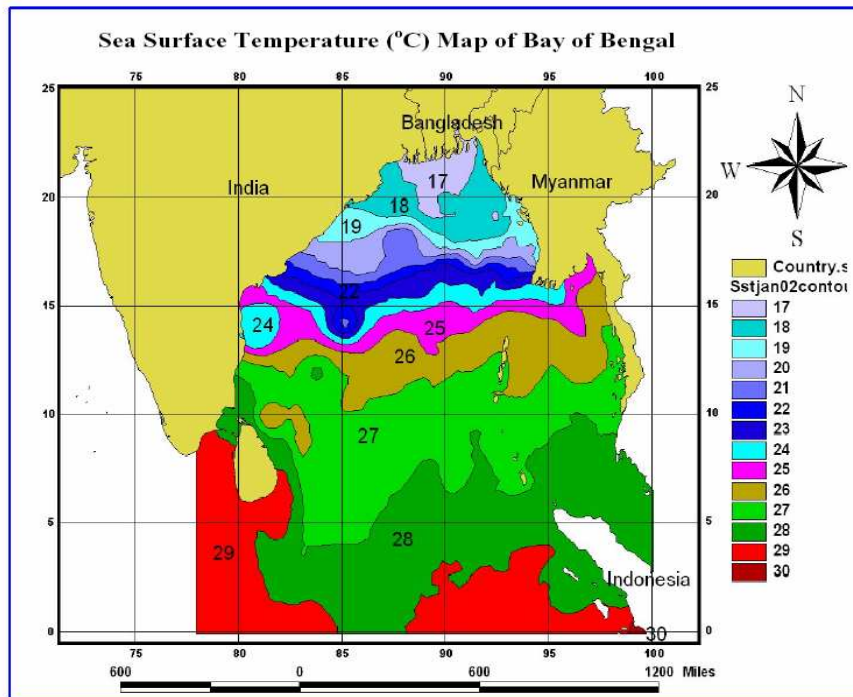 Sea Surface Temperature (°C) Map of Bay of Bengal
75 80 85 90 95 100
25 25
Bangladesh
N
17
India
Myanmar
W E
20 20
18
19
S
Country.s
Sstjan02contou
22
17
15 15
24
25
18
19
26
20
21
22
10 10
27
23
24
25
26
5 5
27
28
28
29
29
Indonesia
30
0 0
30
75 80 85 90 95 100
600 0 600 1200 Miles